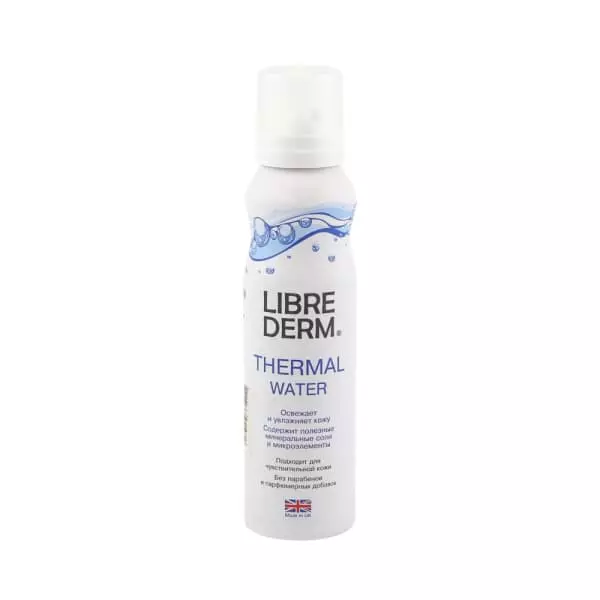 LIBRE
DERM®
THERMAL
WATER
Освежает
и увлажняет кожу
Содержит полезные
минеральные соли
и микроэлементы
Подходит для
чувствительной кожи
Без парабенов
и парфюмерных добавок
Made in UK